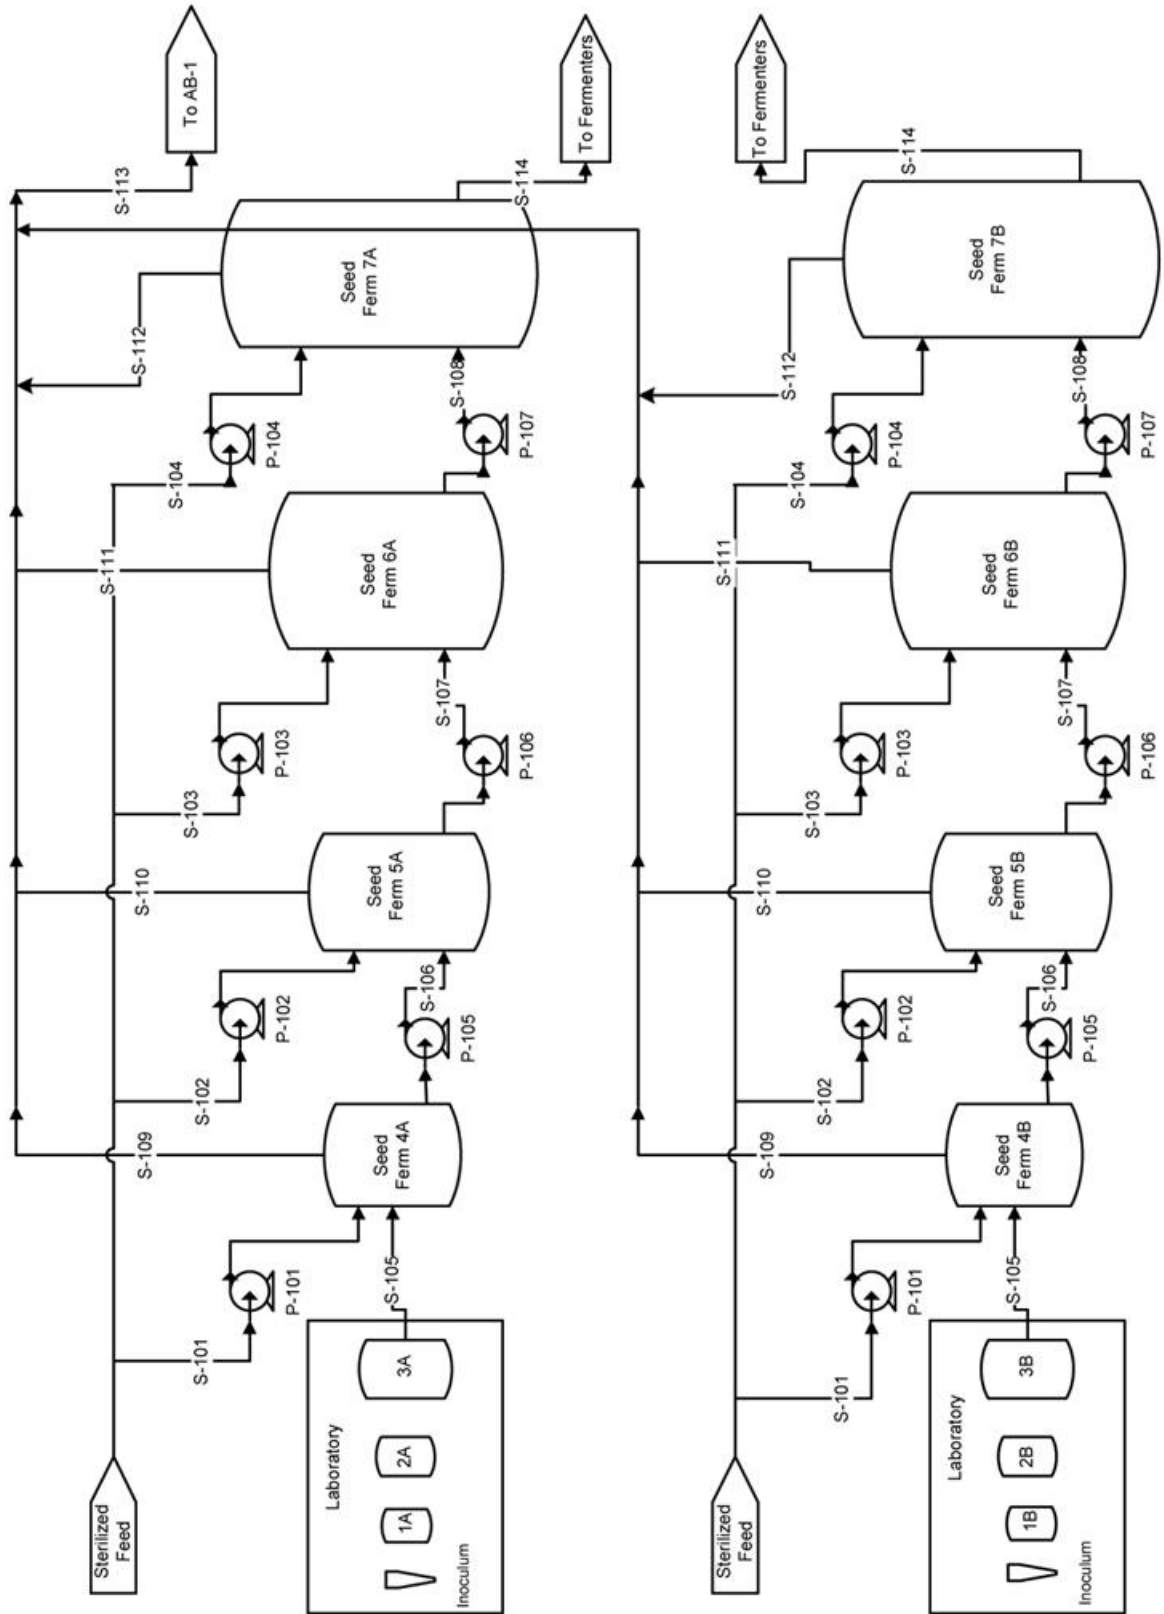 Sterilized
Feed
S-101
P-101
S-102
P-102
S-103
P-103
S-104
P-104
S-109
S-110
S-111
S-112
S-113
To AB-1
Laboratory
Inoculum
1A
2A
3A
S-105
Seed
Ferm 4A
P-105
S-106
Seed
Ferm 5A
P-106
S-107
Seed
Ferm 6A
P-107
S-108
Seed
Ferm 7A
S-114
To Fermenters
Sterilized
Feed
S-101
P-101
S-102
P-102
S-103
P-103
S-104
P-104
S-109
S-110
S-111
S-112
Laboratory
Inoculum
1B
2B
3B
S-105
Seed
Ferm 4B
P-105
S-106
Seed
Ferm 5B
P-106
S-107
Seed
Ferm 6B
P-107
S-108
Seed
Ferm 7B
S-114
To Fermenters